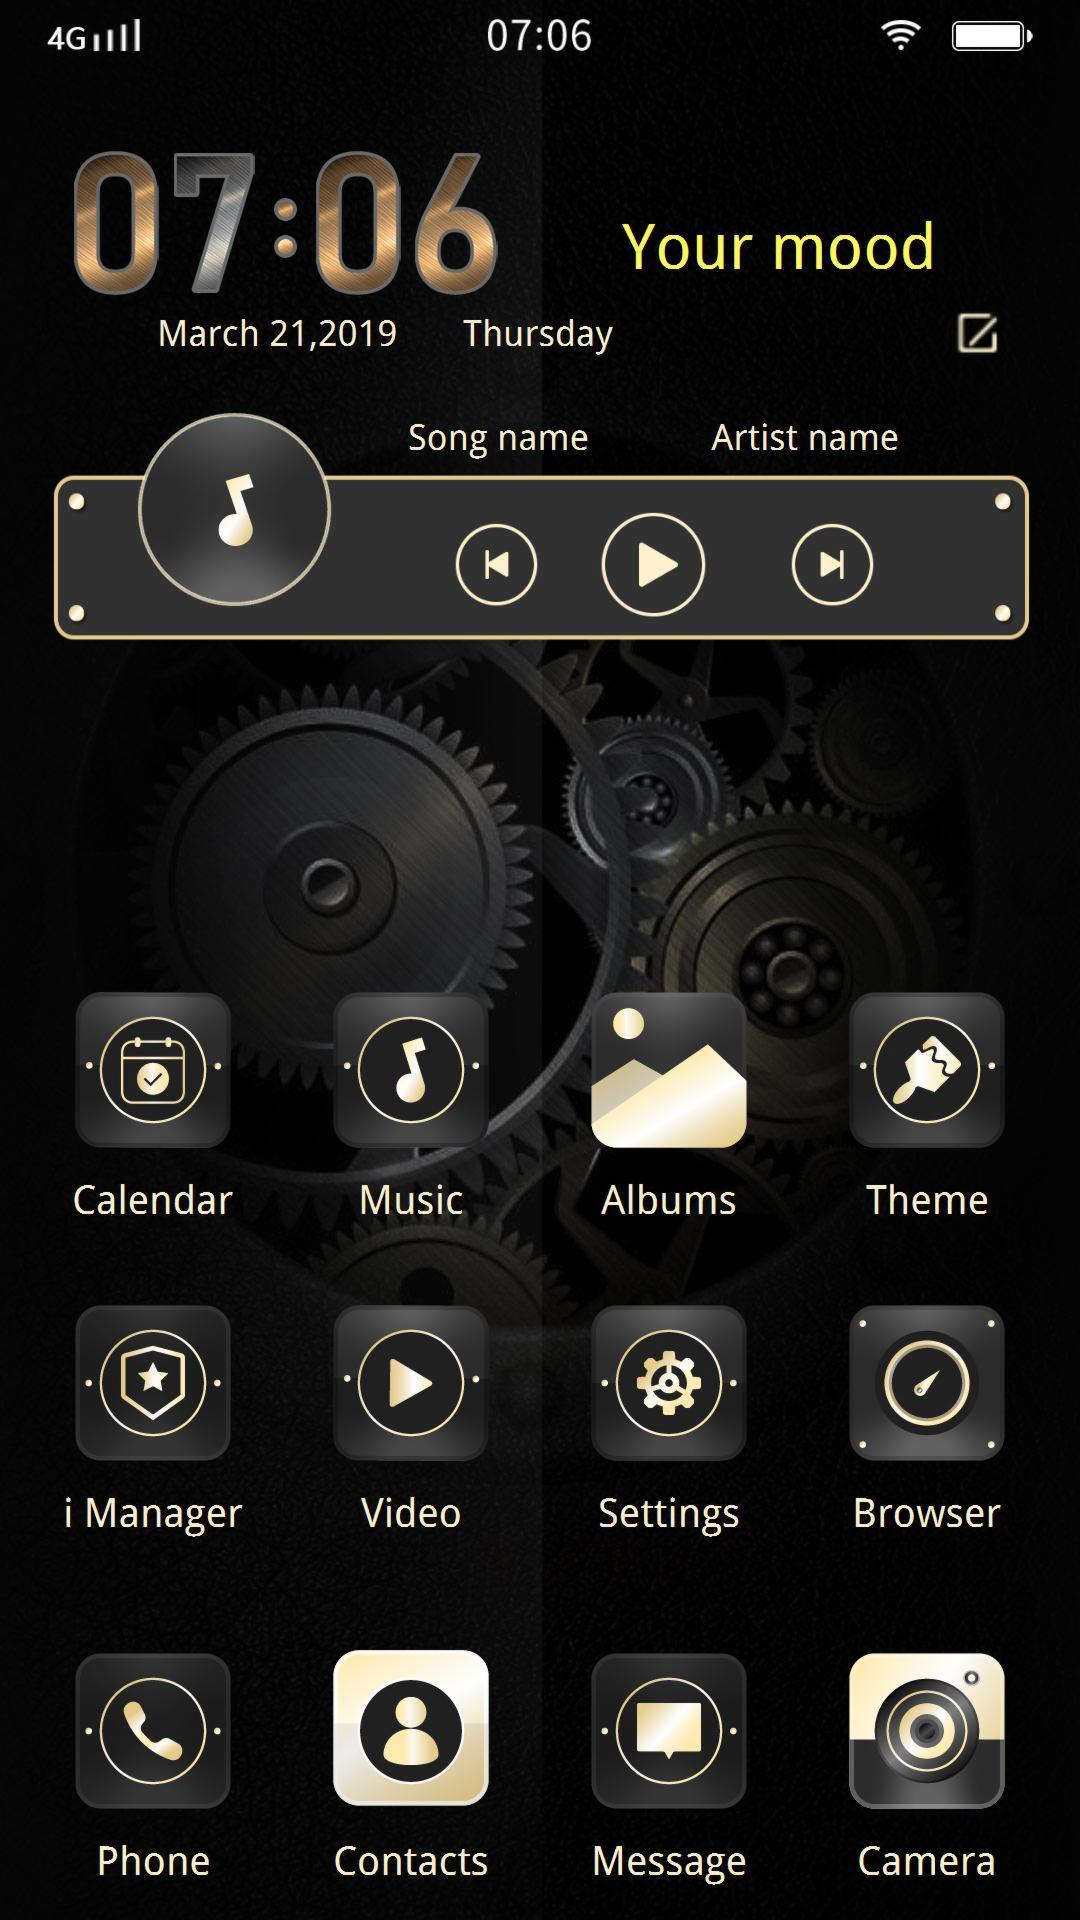 4G 07:06
07:06
Your mood
March 21,2019 Thursday
Song name Artist name
Calendar Music Albums Theme
i Manager Video Settings Browser
Phone Contacts Message Camera